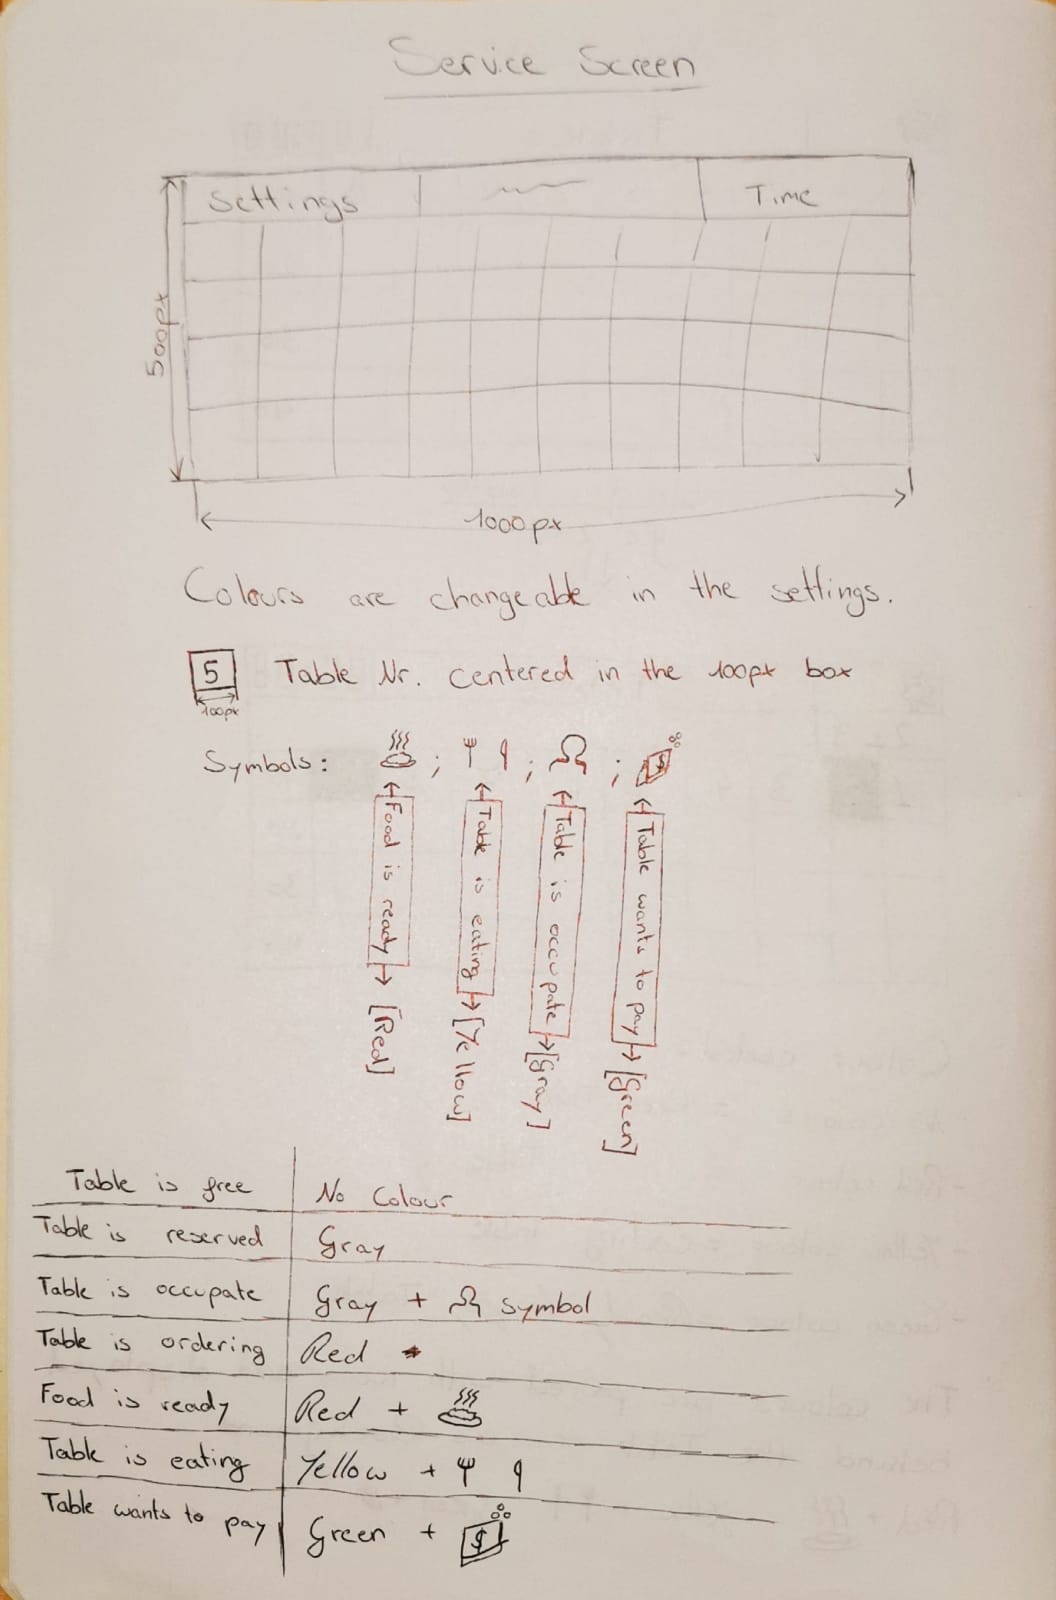 Service Screen
Settings
Time
500px
1000px
Colours are changeable in the settings.
5 Table Nr. centered in the 100px box
100px
Symbols: ; ; ;
Food is ready → [Red]
Table is eating → [Yellow]
Table is occupate → [Gray]
Table wants to pay → [Green]
$
Table is free No Colour
Table is reserved Gray
Table is occupate Gray + symbol
Table is ordering Red
Food is ready Red +
Table is eating Yellow +
Table wants to pay Green + $